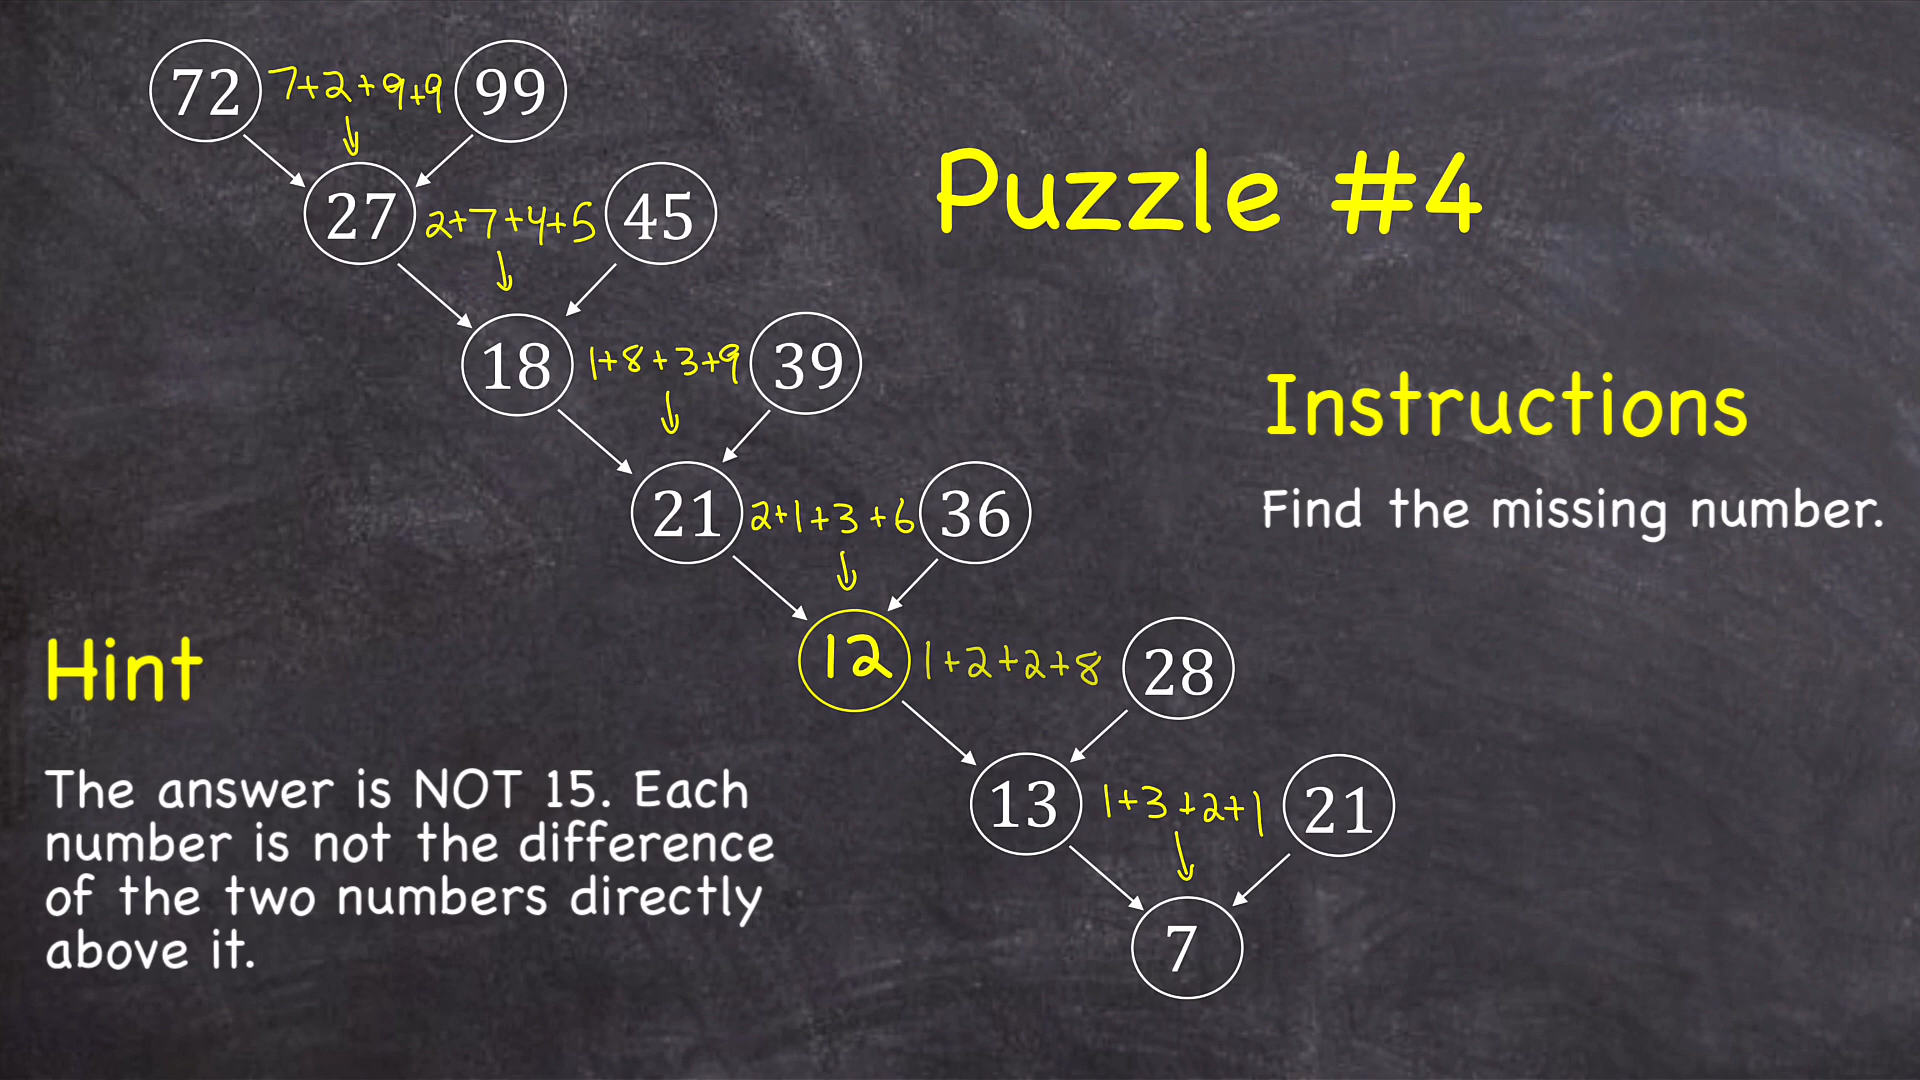 72 7+2+9+9 99
Puzzle #4
27 2+7+4+5 45
18 1+8+3+9 39
Instructions
21 2+1+3+6 36
Find the missing number.
Hint
12 1+2+2+8 28
The answer is NOT 15. Each
number is not the difference
of the two numbers directly
above it.
13 1+3+2+1 21
7